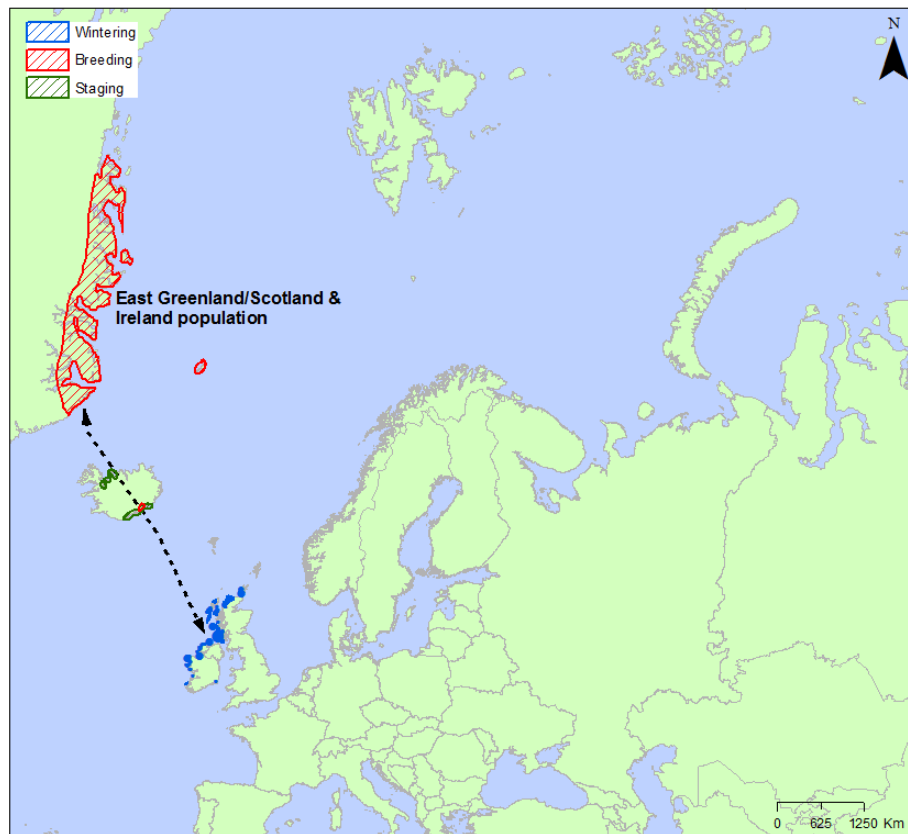 Wintering
Breeding
Staging
N
East Greenland/Scotland &
Ireland population
0 625 1250 Km